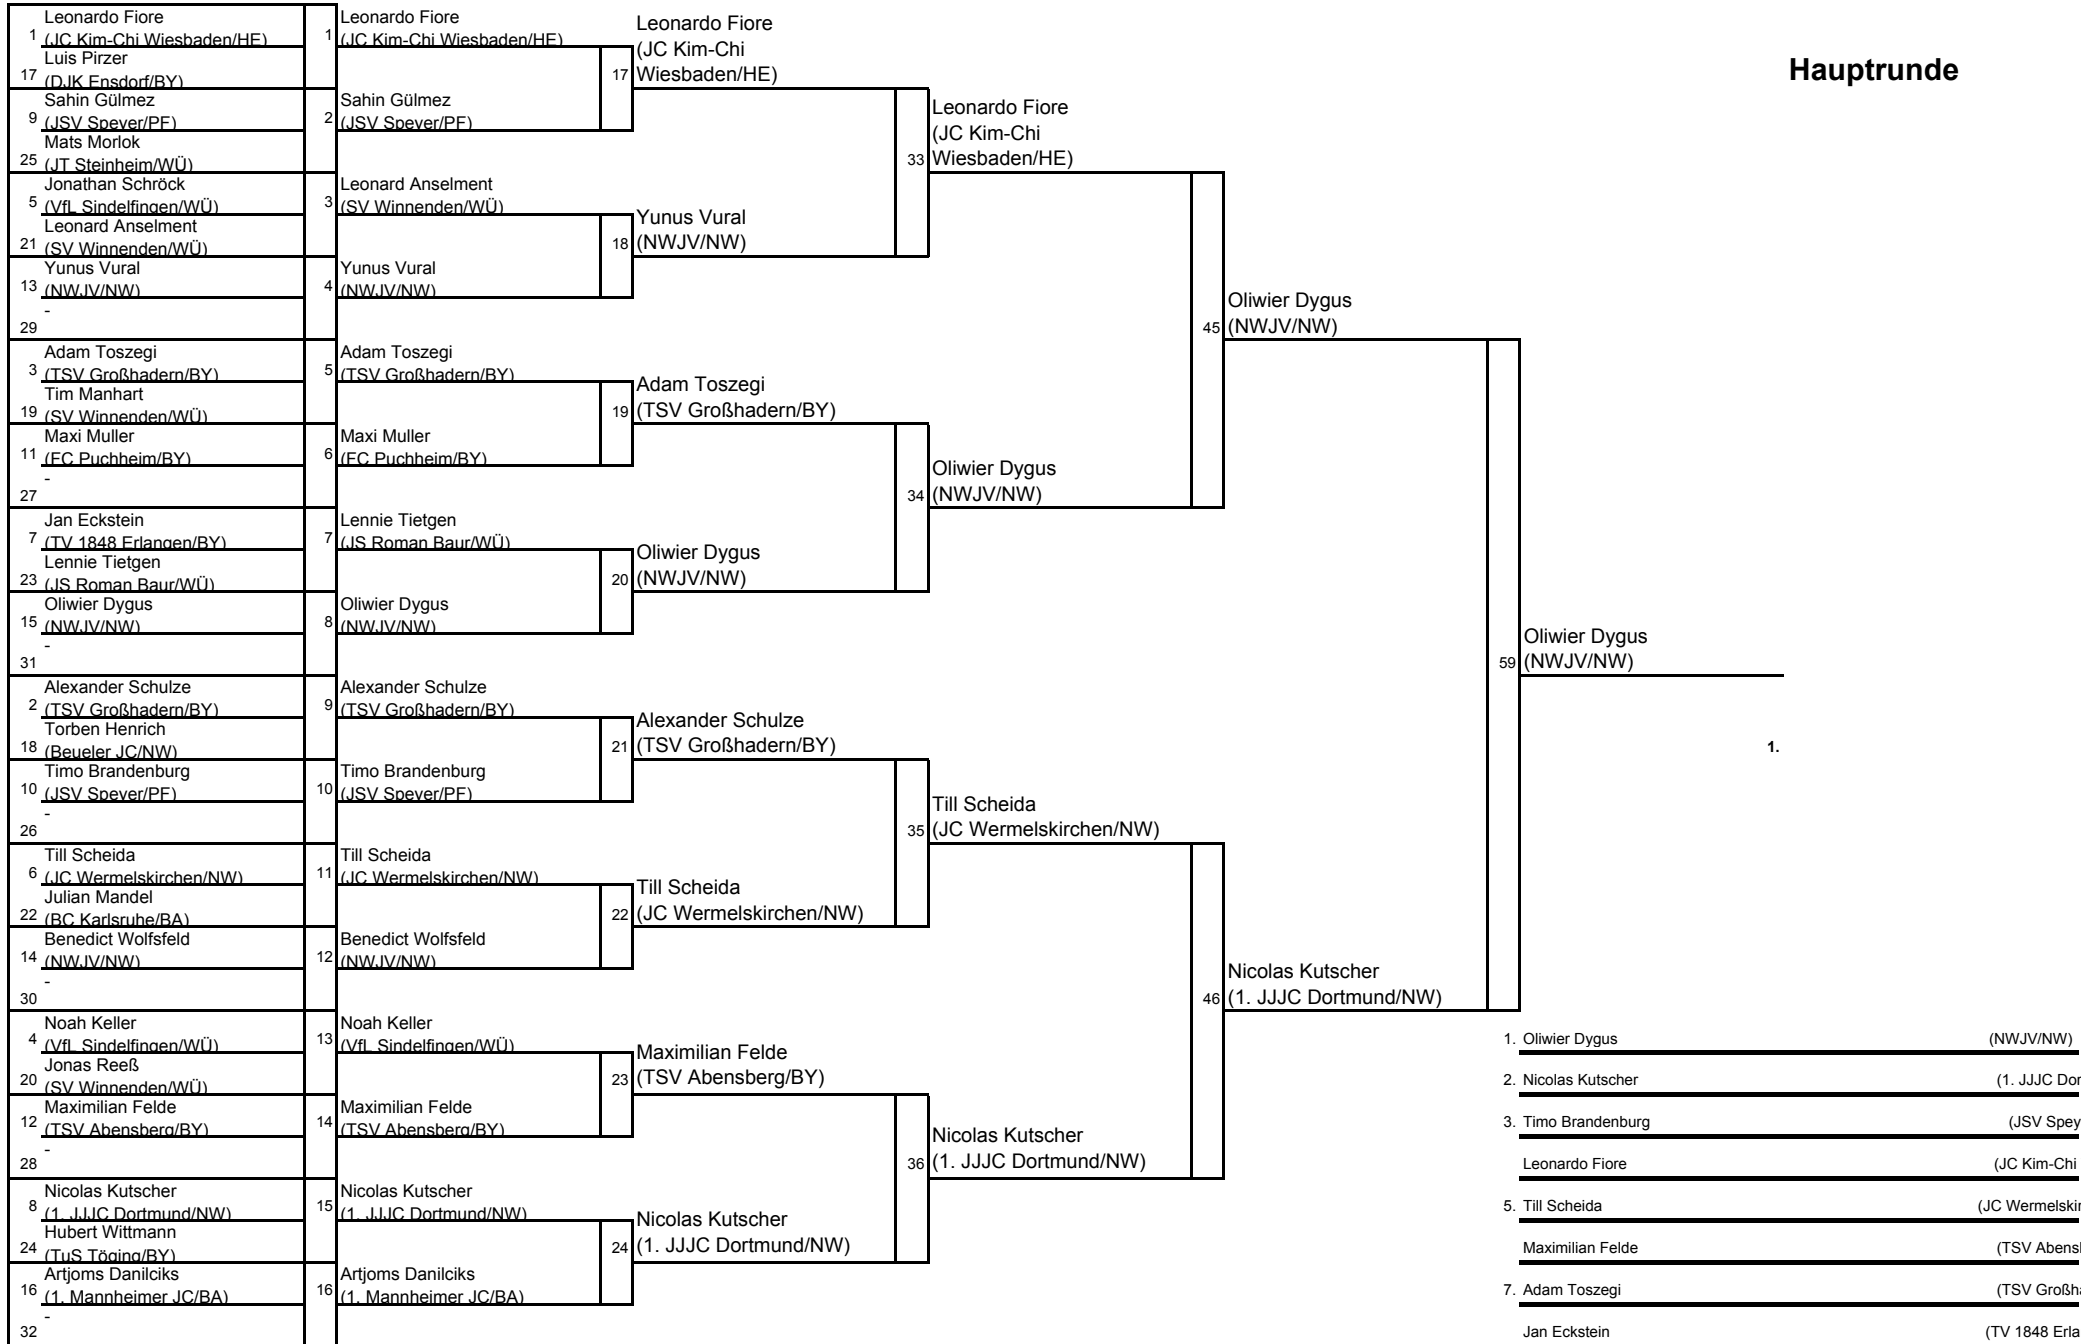 Hauptrunde
1 Leonardo Fiore
(JC Kim-Chi Wiesbaden/HE)
17 Luis Pirzer
(DJK Ensdorf/BY)
9 Sahin Gülmez
(JSV Speyer/PF)
25 Mats Morlok
(JT Steinheim/WÜ)
5 Jonathan Schröck
(VfL Sindelfingen/WÜ)
21 Leonard Anselment
(SV Winnenden/WÜ)
13 Yunus Vural
(NWJV/NW)
29 -
3 Adam Toszegi
(TSV Großhadern/BY)
19 Tim Manhart
(SV Winnenden/WÜ)
11 Maxi Muller
(FC Puchheim/BY)
27 -
7 Jan Eckstein
(TV 1848 Erlangen/BY)
23 Lennie Tietgen
(JS Roman Baur/WÜ)
15 Oliwier Dygus
(NWJV/NW)
31 -
2 Alexander Schulze
(TSV Großhadern/BY)
18 Torben Henrich
(Beueler JC/NW)
10 Timo Brandenburg
(JSV Speyer/PF)
26 -
6 Till Scheida
(JC Wermelskirchen/NW)
22 Julian Mandel
(BC Karlsruhe/BA)
14 Benedict Wolfsfeld
(NWJV/NW)
30 -
4 Noah Keller
(VfL Sindelfingen/WÜ)
20 Jonas Reeß
(SV Winnenden/WÜ)
12 Maximilian Felde
(TSV Abensberg/BY)
28 -
8 Nicolas Kutscher
(1. JJJC Dortmund/NW)
24 Hubert Wittmann
(TuS Töging/BY)
16 Artjoms Danilciks
(1. Mannheimer JC/BA)
32 -
1 Leonardo Fiore
(JC Kim-Chi Wiesbaden/HE)
2 Sahin Gülmez
(JSV Speyer/PF)
3 Leonard Anselment
(SV Winnenden/WÜ)
4 Yunus Vural
(NWJV/NW)
5 Adam Toszegi
(TSV Großhadern/BY)
6 Maxi Muller
(FC Puchheim/BY)
7 Lennie Tietgen
(JS Roman Baur/WÜ)
8 Oliwier Dygus
(NWJV/NW)
9 Alexander Schulze
(TSV Großhadern/BY)
10 Timo Brandenburg
(JSV Speyer/PF)
11 Till Scheida
(JC Wermelskirchen/NW)
12 Benedict Wolfsfeld
(NWJV/NW)
13 Noah Keller
(VfL Sindelfingen/WÜ)
14 Maximilian Felde
(TSV Abensberg/BY)
15 Nicolas Kutscher
(1. JJJC Dortmund/NW)
16 Artjoms Danilciks
(1. Mannheimer JC/BA)
Leonardo Fiore
(JC Kim-Chi
17 Wiesbaden/HE)
Yunus Vural
18 (NWJV/NW)
Adam Toszegi
19 (TSV Großhadern/BY)
Oliwier Dygus
20 (NWJV/NW)
Alexander Schulze
21 (TSV Großhadern/BY)
Till Scheida
22 (JC Wermelskirchen/NW)
Maximilian Felde
23 (TSV Abensberg/BY)
Nicolas Kutscher
24 (1. JJJC Dortmund/NW)
Leonardo Fiore
(JC Kim-Chi
33 Wiesbaden/HE)
Oliwier Dygus
34 (NWJV/NW)
Till Scheida
35 (JC Wermelskirchen/NW)
Nicolas Kutscher
36 (1. JJJC Dortmund/NW)
Oliwier Dygus
45 (NWJV/NW)
Nicolas Kutscher
46 (1. JJJC Dortmund/NW)
Oliwier Dygus
59 (NWJV/NW)
1.
1. Oliwier Dygus (NWJV/NW)
2. Nicolas Kutscher (1. JJJC Dor
3. Timo Brandenburg (JSV Spey
Leonardo Fiore (JC Kim-Chi
5. Till Scheida (JC Wermelskir
Maximilian Felde (TSV Abensb
7. Adam Toszegi (TSV Großha
Jan Eckstein (TV 1848 Erla